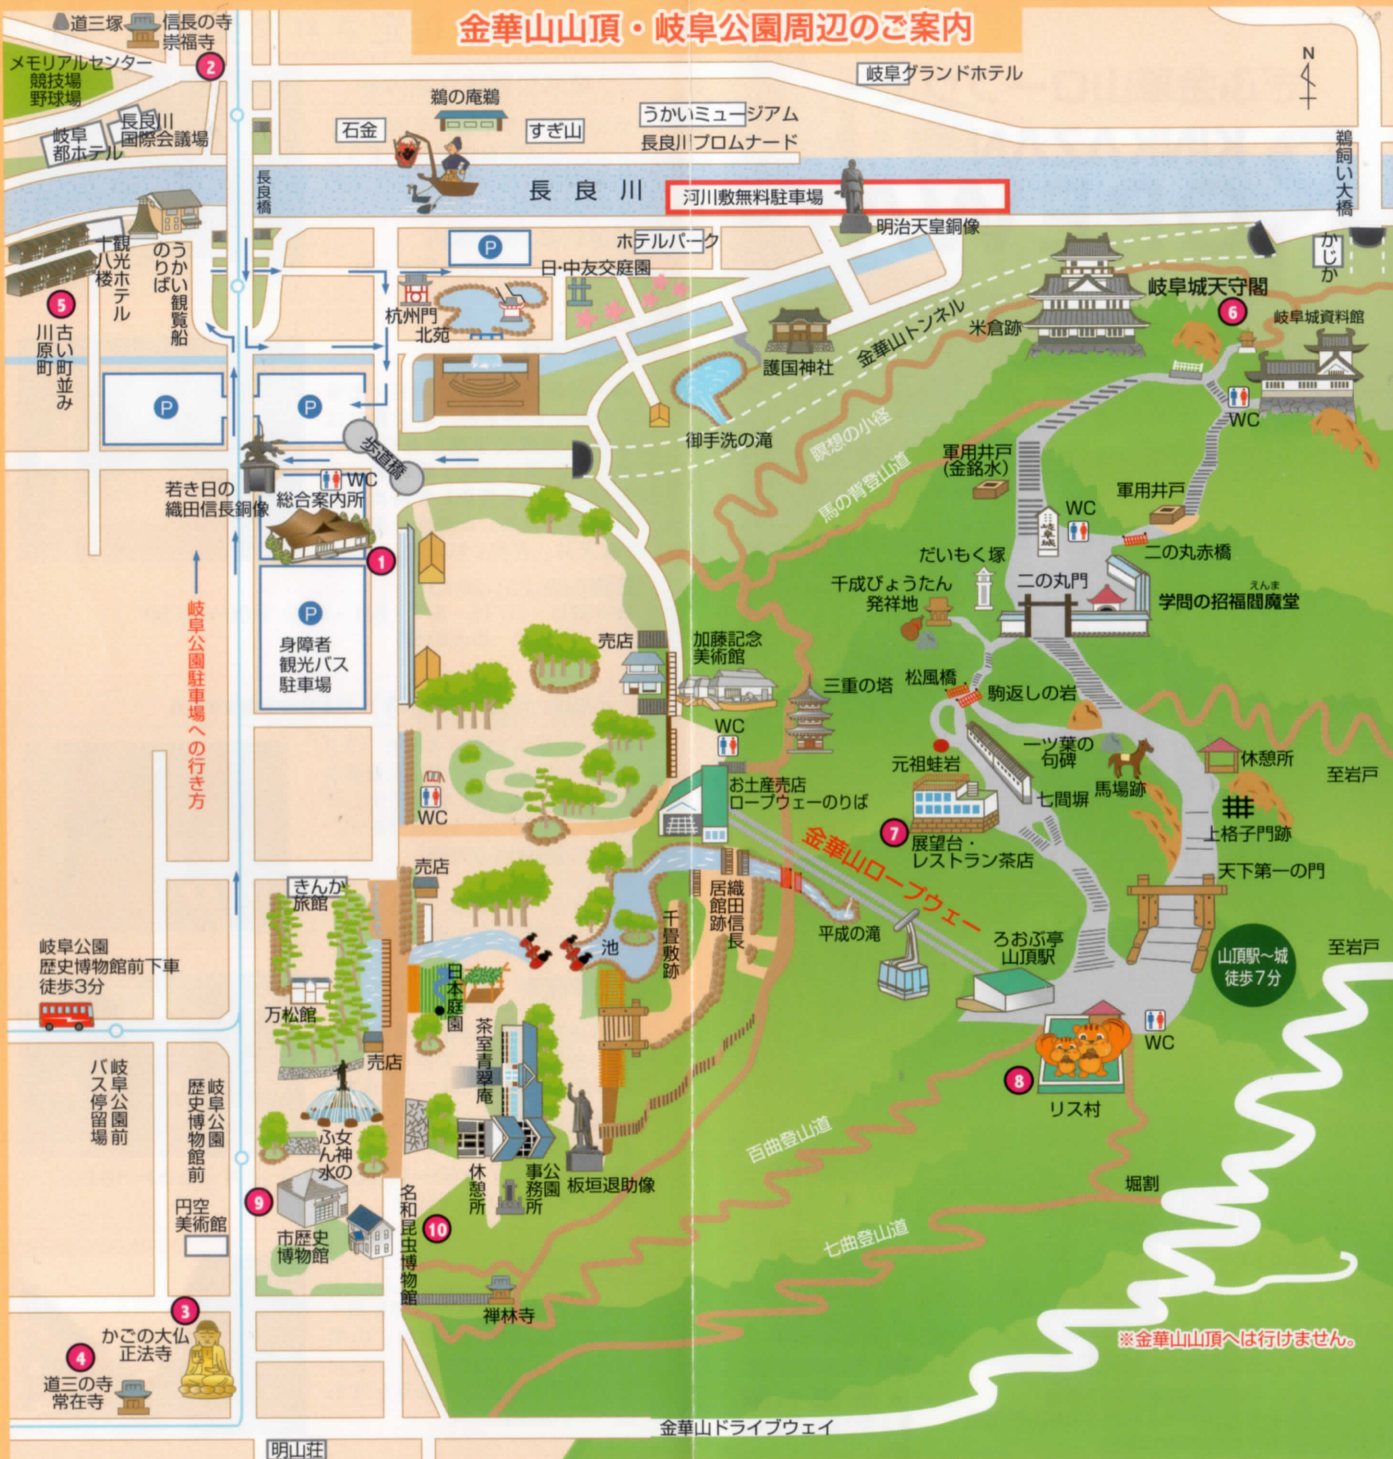 金華山山頂・岐阜公園周辺のご案内
道三塚
信長の寺
崇福寺
2
メモリアルセンター
競技場
野球場
岐阜
都ホテル
長良川
国際会議場
長良橋
石金
鵜の庵鵜
すぎ山
うかいミュージアム
長良川プロムナード
岐阜グランドホテル
N
鵜飼い大橋
長良川
河川敷無料駐車場
明治天皇銅像
かじか
観光ホテル
十八楼
うかい観覧船
のりば
5
古い町並み
川原町
P
ホテルパーク
日・中友交庭園
杭州門
北苑
護国神社
金華山トンネル
米倉跡
岐阜城天守閣
6
岐阜城資料館
WC
P
P
歩道橋
御手洗の滝
瞑想の小径
馬の背登山道
軍用井戸
(金銘水)
軍用井戸
WC
岐阜城
二の丸赤橋
若き日の
織田信長銅像
WC
総合案内所
1
だいもく塚
千成びょうたん
発祥地
二の丸門
えんま
学問の招福閻魔堂
P
身障者
観光バス
駐車場
岐阜公園駐車場への行き方
売店
加藤記念
美術館
三重の塔
松風橋
駒返しの岩
WC
元祖蛙岩
一ツ葉の
句碑
馬場跡
休憩所
至岩戸
WC
お土産売店
ロープウェーのりば
七間塀
上格子門跡
7
展望台・
レストラン茶店
金華山ロープウェー
天下第一の門
売店
きんか
旅館
織田信長
居館跡
千畳敷跡
池
平成の滝
ろおぶ亭
山頂駅
山頂駅〜城
徒歩7分
至岩戸
岐阜公園
歴史博物館前下車
徒歩3分
万松館
日本庭園
売店
茶室青翠庵
WC
8
リス村
岐阜公園前
バス停留場
岐阜公園
歴史博物館前
女神の
ふん水
休憩所
公園
事務所
板垣退助像
百曲登山道
堀割
9
円空
美術館
市歴史
博物館
名和昆虫博物館
10
七曲登山道
禅林寺
3
かごの大仏
正法寺
4
道三の寺
常在寺
※金華山山頂へは行けません。
金華山ドライブウェイ
明山荘